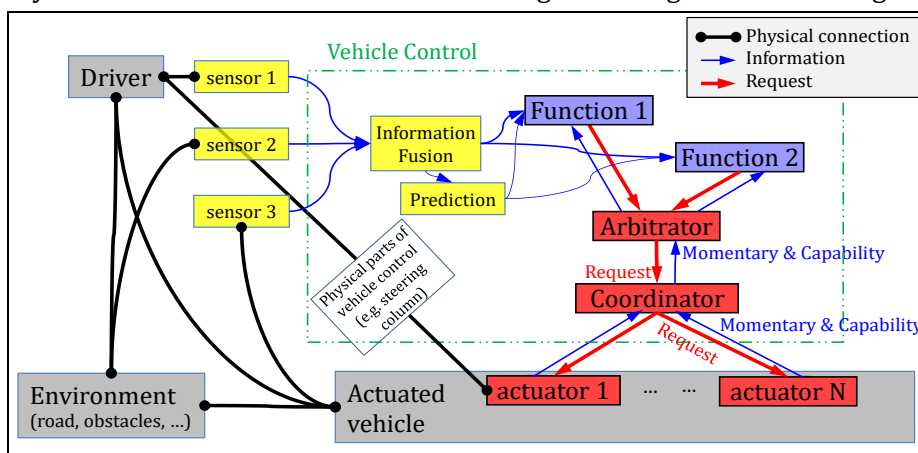 Vehicle Control
Physical connection
Information
Request
Driver
sensor 1
sensor 2
sensor 3
Information
Fusion
Prediction
Function 1
Function 2
Arbitrator
Request
Momentary & Capability
Coordinator
Request
Momentary & Capability
Physical parts of
vehicle control
(e.g. steering
column)
Environment
(road, obstacles, ...)
Actuated
vehicle
actuator 1
... ...
actuator N